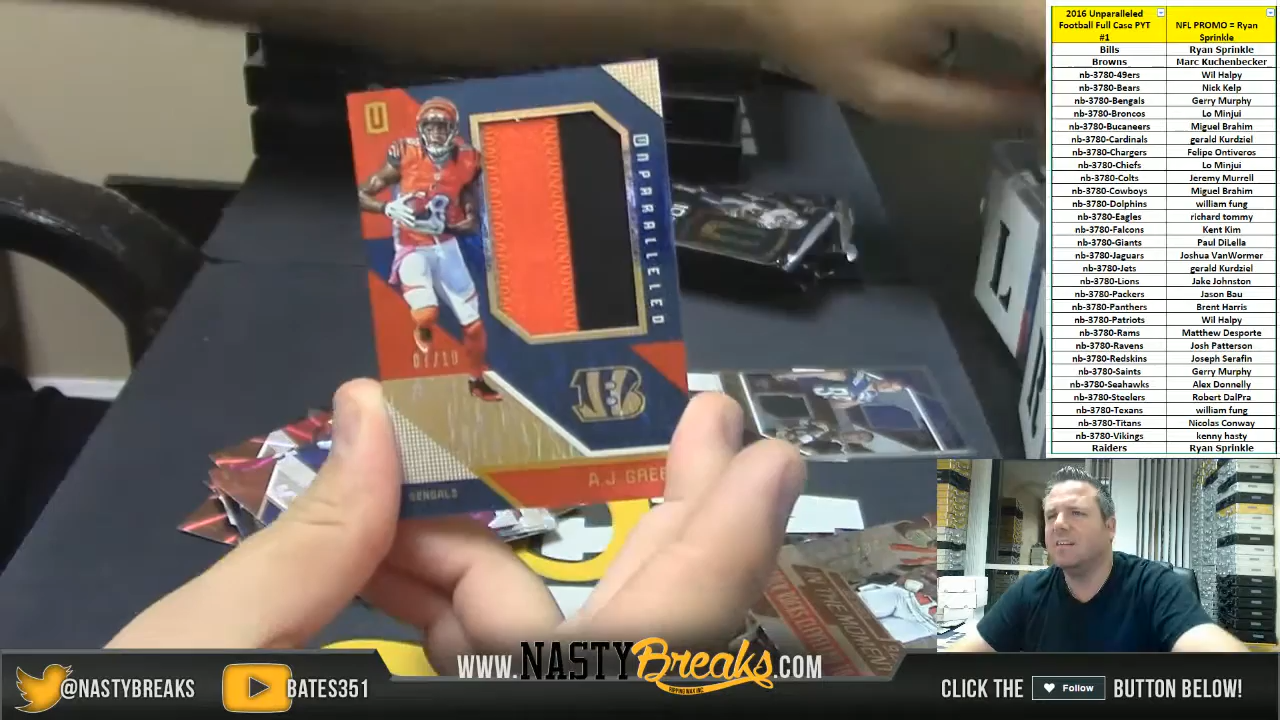 2016 Unparalleled
Football Full Case PYT
#1
NFL PROMO = Ryan
Sprinkle
Bills Ryan Sprinkle
Browns Marc Kuchenbecker
nb-3780-49ers Wil Halpy
nb-3780-Bears Nick Kelp
nb-3780-Bengals Gerry Murphy
nb-3780-Broncos Lo Minjui
nb-3780-Bucaneers Miguel Brahim
nb-3780-Cardinals gerald Kurdziel
nb-3780-Chargers Felipe Ontiveros
nb-3780-Chiefs Lo Minjui
nb-3780-Colts Jeremy Murrell
nb-3780-Cowboys Miguel Brahim
nb-3780-Dolphins william fung
nb-3780-Eagles richard tommy
nb-3780-Falcons Kent Kim
nb-3780-Giants Paul DiLella
nb-3780-Jaguars Joshua VanWormer
nb-3780-Jets gerald Kurdziel
nb-3780-Lions Jake Johnston
nb-3780-Packers Jason Bau
nb-3780-Panthers Brent Harris
nb-3780-Patriots Wil Halpy
nb-3780-Rams Matthew Desporte
nb-3780-Ravens Josh Patterson
nb-3780-Redskins Joseph Serafin
nb-3780-Saints Gerry Murphy
nb-3780-Seahawks Alex Donnelly
nb-3780-Steelers Robert DalPra
nb-3780-Texans william fung
nb-3780-Titans Nicolas Conway
nb-3780-Vikings kenny hasty
Raiders Ryan Sprinkle
U
UNPARALLELED
01/10
B
A.J. GREE
BENGALS
IN THE MOMENT
WWW.NASTYBreaks.COM
RIPPING WAX INC.
@NASTYBREAKS
BATES351
CLICK THE Follow BUTTON BELOW!